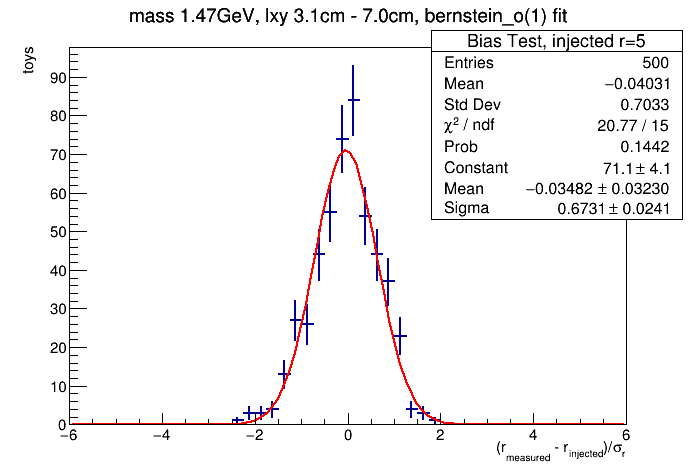 mass 1.47GeV, lxy 3.1cm - 7.0cm, bernstein_o(1) fit
Bias Test, injected r=5
Entries 500
Mean −0.04031
Std Dev 0.7033
χ² / ndf 20.77 / 15
Prob 0.1442
Constant 71.1 ± 4.1
Mean −0.03482 ± 0.03230
Sigma 0.6731 ± 0.0241
toys
90
80
70
60
50
40
30
20
10
0
−6 −4 −2 0 2 4 6
(r_measured - r_injected)/σ_r